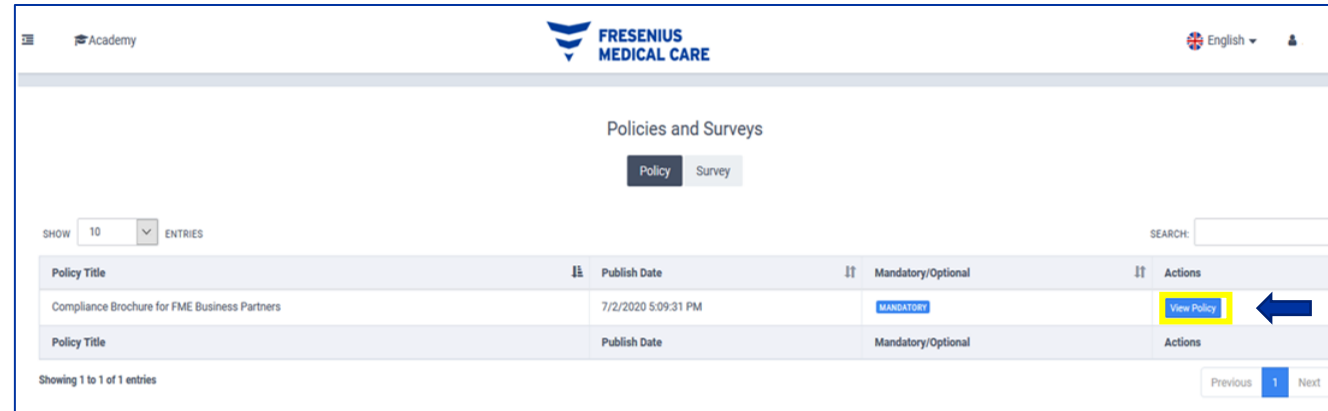 Academy
FRESENIUS
MEDICAL CARE
English
Policies and Surveys
Policy Survey
SHOW 10 ENTRIES
SEARCH:
Policy Title Publish Date Mandatory/Optional Actions
Compliance Brochure for FME Business Partners 7/2/2020 5:09:31 PM MANDATORY View Policy
Policy Title Publish Date Mandatory/Optional Actions
Showing 1 to 1 of 1 entries
Previous 1 Next